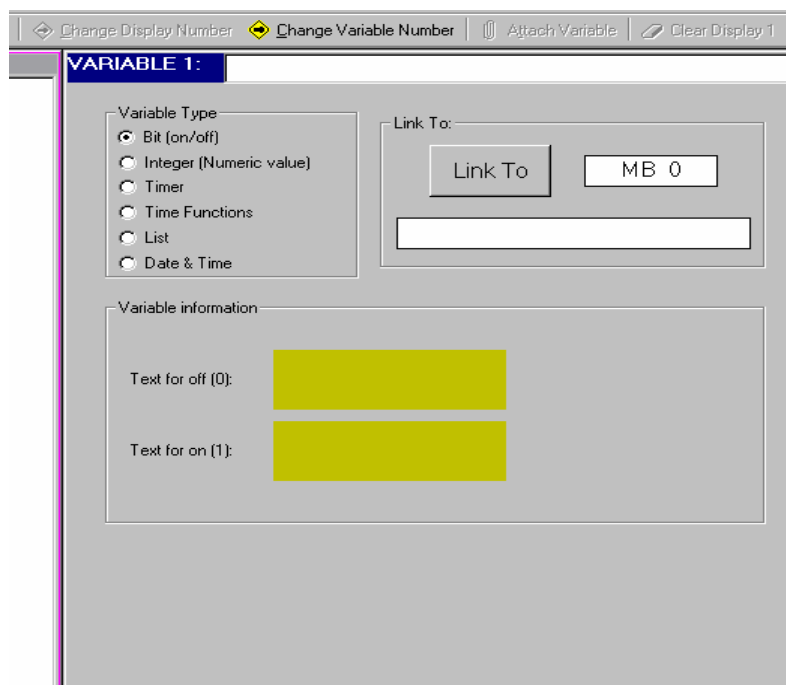 Change Display Number Change Variable Number Attach Variable Clear Display 1
VARIABLE 1:
Variable Type
Bit (on/off)
Integer (Numeric value)
Timer
Time Functions
List
Date & Time
Link To:
Link To MB 0
Variable information
Text for off (0):
Text for on (1):